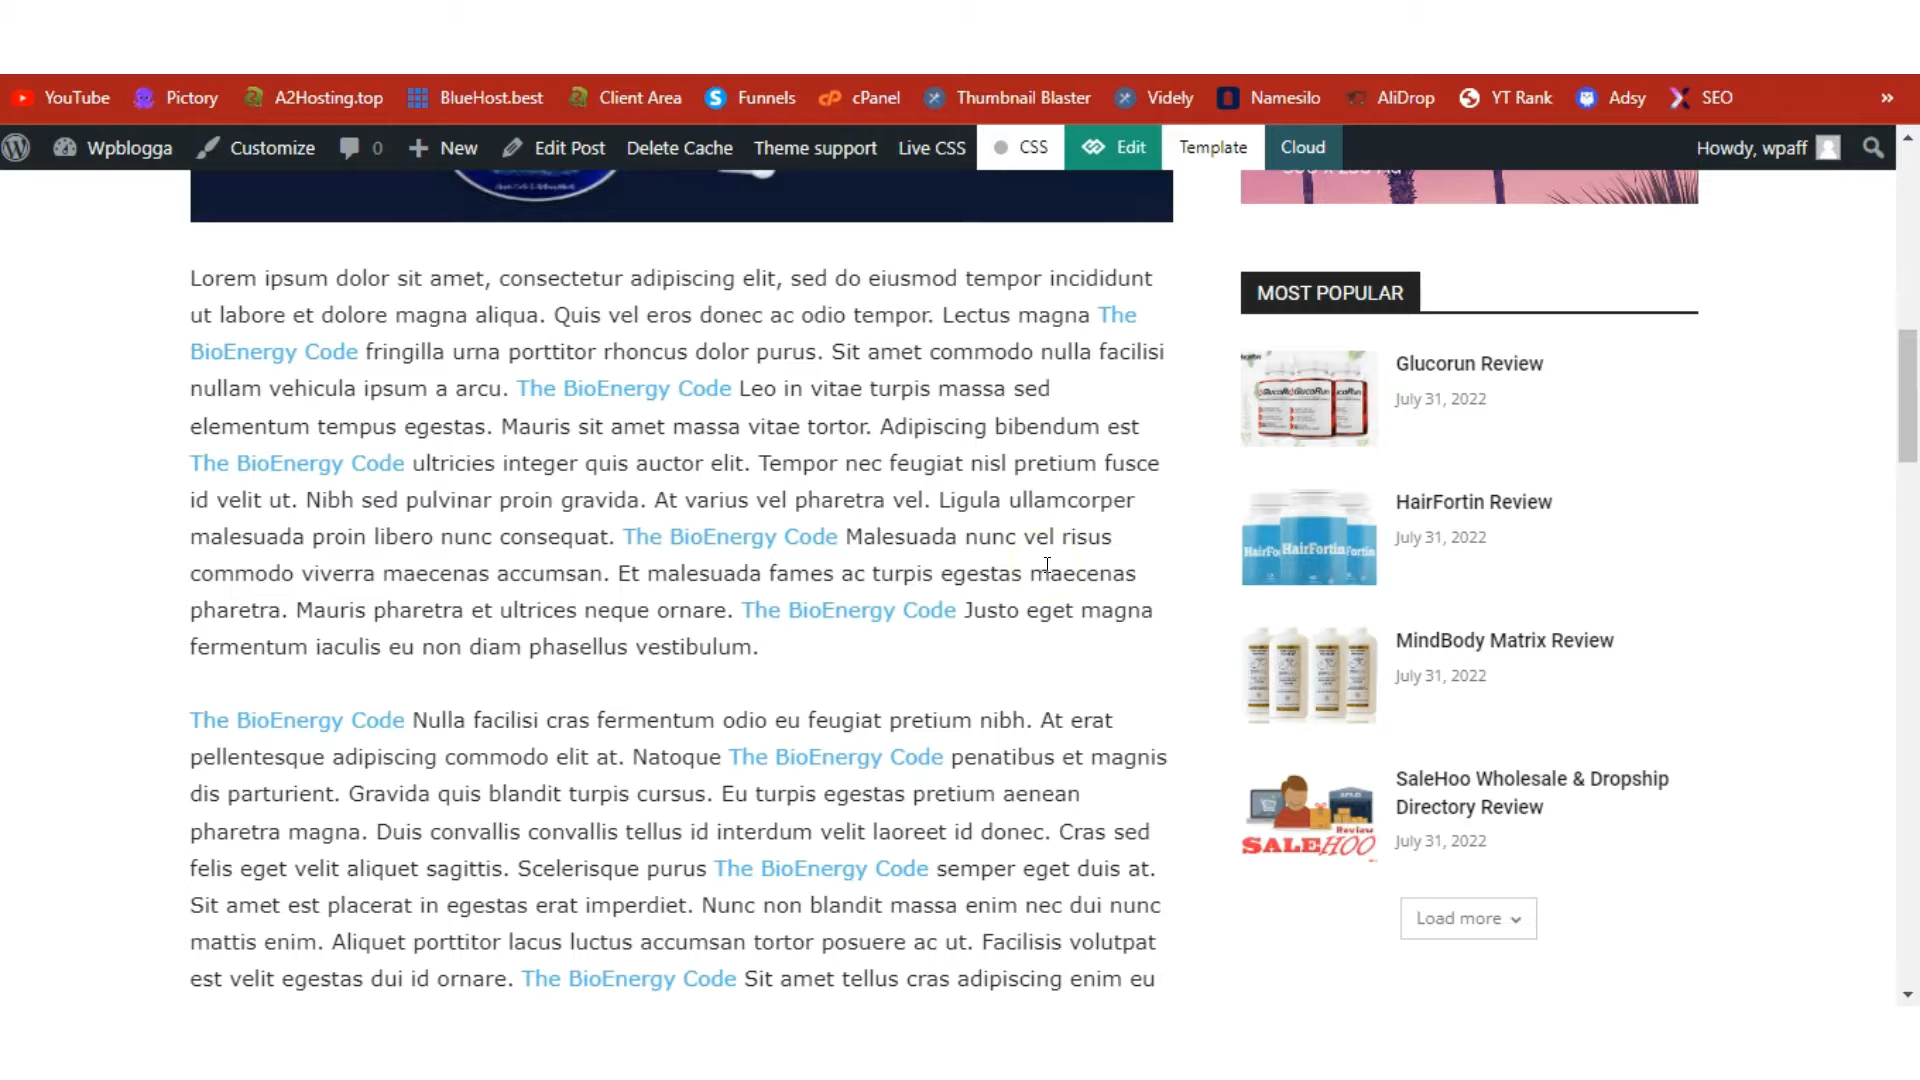 YouTube Pictory A2Hosting.top BlueHost.best Client Area Funnels cPanel Thumbnail Blaster Videly Namesilo AliDrop YT Rank Adsy SEO »
Wpblogga Customize 0 New Edit Post Delete Cache Theme support Live CSS CSS Edit Template Cloud Howdy, wpaff
Lorem ipsum dolor sit amet, consectetur adipiscing elit, sed do eiusmod tempor incididunt
ut labore et dolore magna aliqua. Quis vel eros donec ac odio tempor. Lectus magna The
BioEnergy Code fringilla urna porttitor rhoncus dolor purus. Sit amet commodo nulla facilisi
nullam vehicula ipsum a arcu. The BioEnergy Code Leo in vitae turpis massa sed
elementum tempus egestas. Mauris sit amet massa vitae tortor. Adipiscing bibendum est
The BioEnergy Code ultricies integer quis auctor elit. Tempor nec feugiat nisl pretium fusce
id velit ut. Nibh sed pulvinar proin gravida. At varius vel pharetra vel. Ligula ullamcorper
malesuada proin libero nunc consequat. The BioEnergy Code Malesuada nunc vel risus
commodo viverra maecenas accumsan. Et malesuada fames ac turpis egestas maecenas
pharetra. Mauris pharetra et ultrices neque ornare. The BioEnergy Code Justo eget magna
fermentum iaculis eu non diam phasellus vestibulum.
The BioEnergy Code Nulla facilisi cras fermentum odio eu feugiat pretium nibh. At erat
pellentesque adipiscing commodo elit at. Natoque The BioEnergy Code penatibus et magnis
dis parturient. Gravida quis blandit turpis cursus. Eu turpis egestas pretium aenean
pharetra magna. Duis convallis convallis tellus id interdum velit laoreet id donec. Cras sed
felis eget velit aliquet sagittis. Scelerisque purus The BioEnergy Code semper eget duis at.
Sit amet est placerat in egestas erat imperdiet. Nunc non blandit massa enim nec dui nunc
mattis enim. Aliquet porttitor lacus luctus accumsan tortor posuere ac ut. Facilisis volutpat
est velit egestas dui id ornare. The BioEnergy Code Sit amet tellus cras adipiscing enim eu
MOST POPULAR
Glucorun Review
July 31, 2022
HairFortin
HairFortin Review
July 31, 2022
MindBody Matrix Review
July 31, 2022
Review
SALEHOO
SaleHoo Wholesale & Dropship
Directory Review
July 31, 2022
Load more